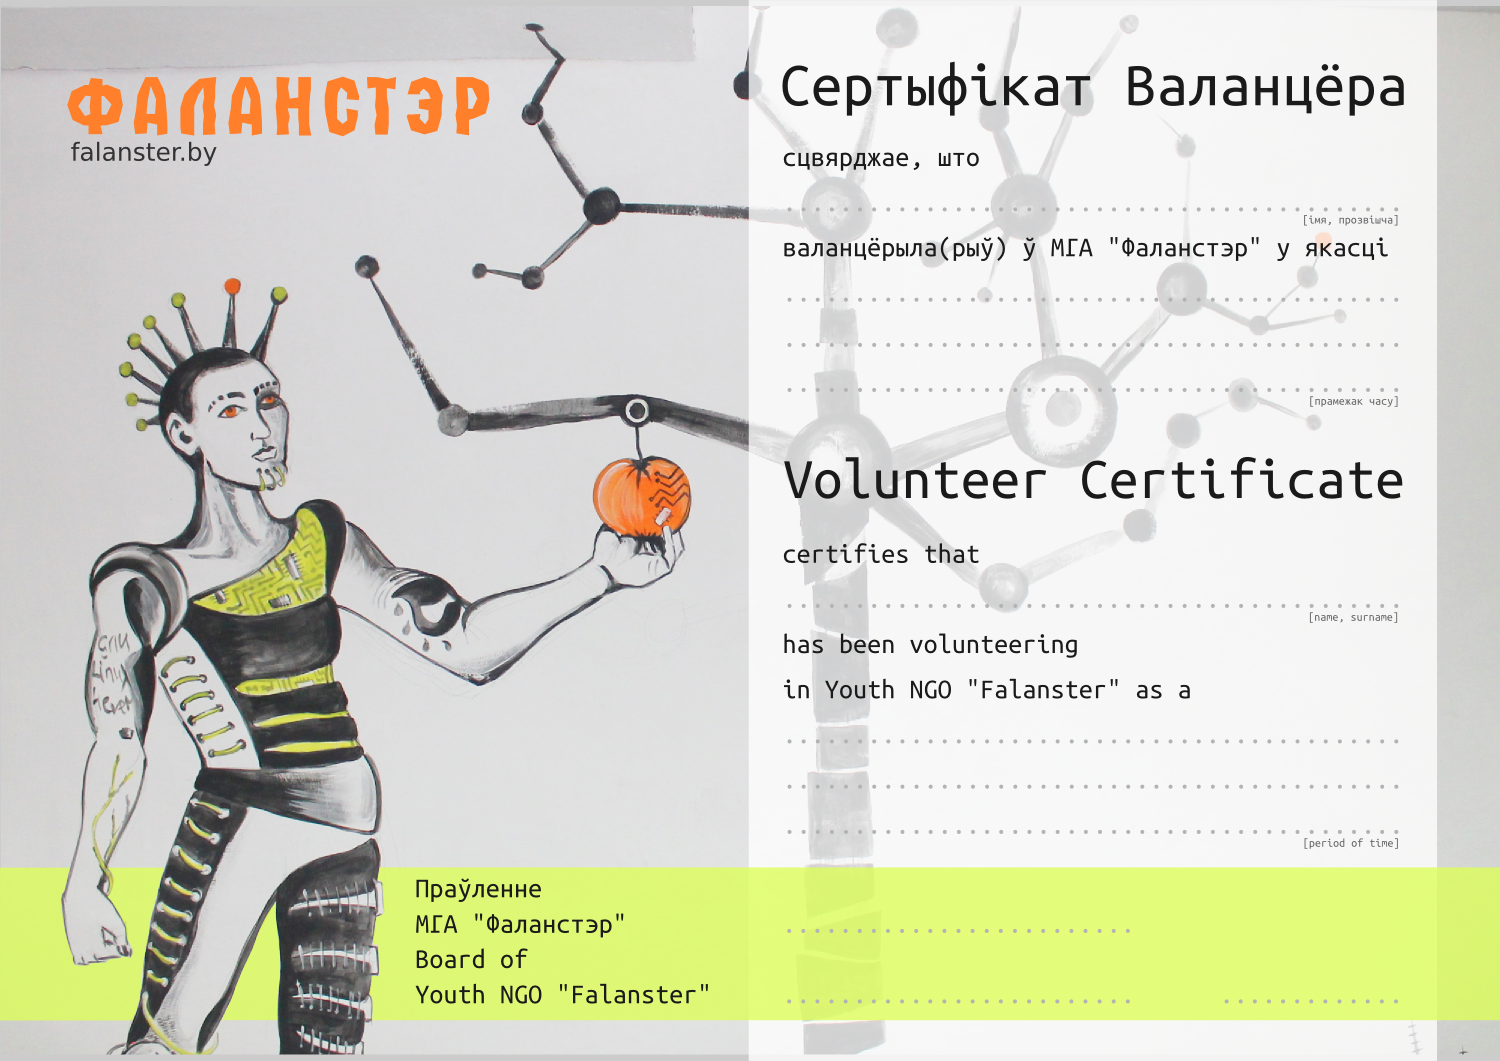 ФАЛАНСТЭР
falanster.by
Сертыфікат Валанцёра
сцвярджае, што
[імя, прозвішча]
валанцёрыла(рыў) ў МГА "Фаланстэр" у якасці
[прамежак часу]
Volunteer Certificate
certifies that
[name, surname]
has been volunteering
in Youth NGO "Falanster" as a
[period of time]
Праўленне
МГА "Фаланстэр"
Board of
Youth NGO "Falanster"